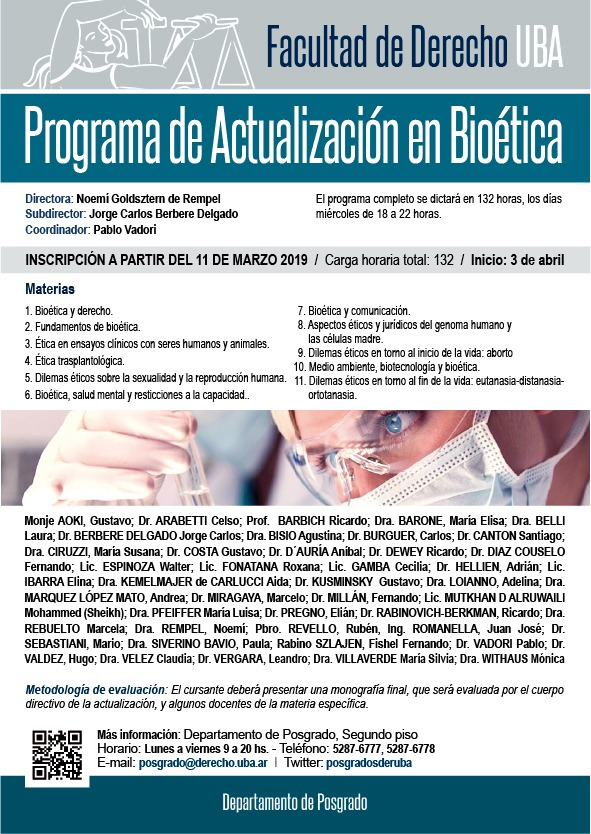 Facultad de Derecho UBA
Programa de Actualización en Bioética
Directora: Noemí Goldsztern de Rempel
Subdirector: Jorge Carlos Berbere Delgado
Coordinador: Pablo Vadori
El programa completo se dictará en 132 horas, los días
miércoles de 18 a 22 horas.
INSCRIPCIÓN A PARTIR DEL 11 DE MARZO 2019 / Carga horaria total: 132 / Inicio: 3 de abril
Materias
1. Bioética y derecho.
2. Fundamentos de bioética.
3. Ética en ensayos clínicos con seres humanos y animales.
4. Ética trasplantológica.
5. Dilemas éticos sobre la sexualidad y la reproducción humana.
6. Bioética, salud mental y resticciones a la capacidad..
7. Bioética y comunicación.
8. Aspectos éticos y jurídicos del genoma humano y
las células madre.
9. Dilemas éticos en torno al inicio de la vida: aborto
10. Medio ambiente, biotecnología y bioética.
11. Dilemas éticos en torno al fin de la vida: eutanasia-distanasia-
ortotanasia.
Monje AOKI, Gustavo; Dr. ARABETTI Celso; Prof. BARBICH Ricardo; Dra. BARONE, María Elisa; Dra. BELLI
Laura; Dr. BERBERE DELGADO Jorge Carlos; Dra. BISIO Agustina; Dr. BURGUER, Carlos; Dr. CANTON Santiago;
Dra. CIRUZZI, María Susana; Dr. COSTA Gustavo; Dr. D´AURÍA Aníbal; Dr. DEWEY Ricardo; Dr. DIAZ COUSELO
Fernando; Lic. ESPINOZA Walter; Lic. FONATANA Roxana; Lic. GAMBA Cecilia; Dr. HELLIEN, Adrián; Lic.
IBARRA Elina; Dra. KEMELMAJER de CARLUCCI Aida; Dr. KUSMINSKY Gustavo; Dra. LOIANNO, Adelina; Dra.
MARQUEZ LÓPEZ MATO, Andrea; Dr. MIRAGAYA, Marcelo; Dr. MILLÁN, Fernando; Lic. MUTKHAN D ALRUWAILI
Mohammed (Sheikh); Dra. PFEIFFER María Luisa; Dr. PREGNO, Elián; Dr. RABINOVICH-BERKMAN, Ricardo; Dra.
REBUELTO Marcela; Dra. REMPEL, Noemí; Pbro. REVELLO, Rubén, Ing. ROMANELLA, Juan José; Dr.
SEBASTIANI, Mario; Dra. SIVERINO BAVIO, Paula; Rabino SZLAJEN, Fishel Fernando; Dr. VADORI Pablo; Dr.
VALDEZ, Hugo; Dra. VELEZ Claudia; Dr. VERGARA, Leandro; Dra. VILLAVERDE María Silvia; Dra. WITHAUS Mónica
Metodología de evaluación: El cursante deberá presentar una monografía final, que será evaluada por el cuerpo
directivo de la actualización, y algunos docentes de la materia específica.
Más información: Departamento de Posgrado, Segundo piso
Horario: Lunes a viernes 9 a 20 hs. - Teléfono: 5287-6777, 5287-6778
E-mail: posgrado@derecho.uba.ar | Twitter: posgradosderuba
Departamento de Posgrado